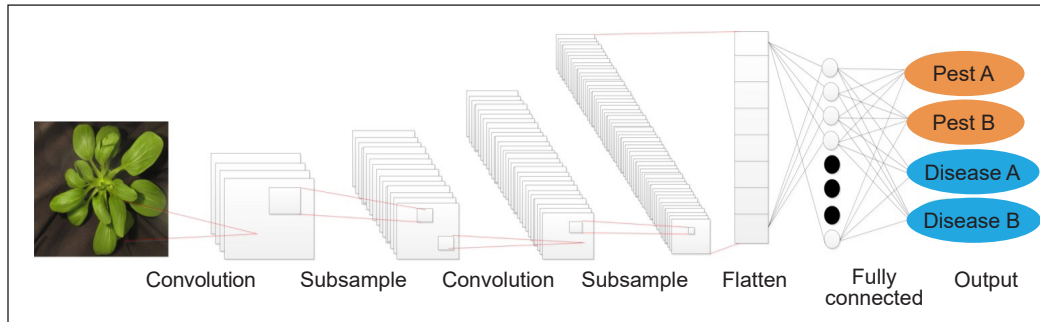 Pest A
Pest B
Disease A
Disease B
Convolution
Subsample
Convolution
Subsample
Flatten
Fully
connected
Output